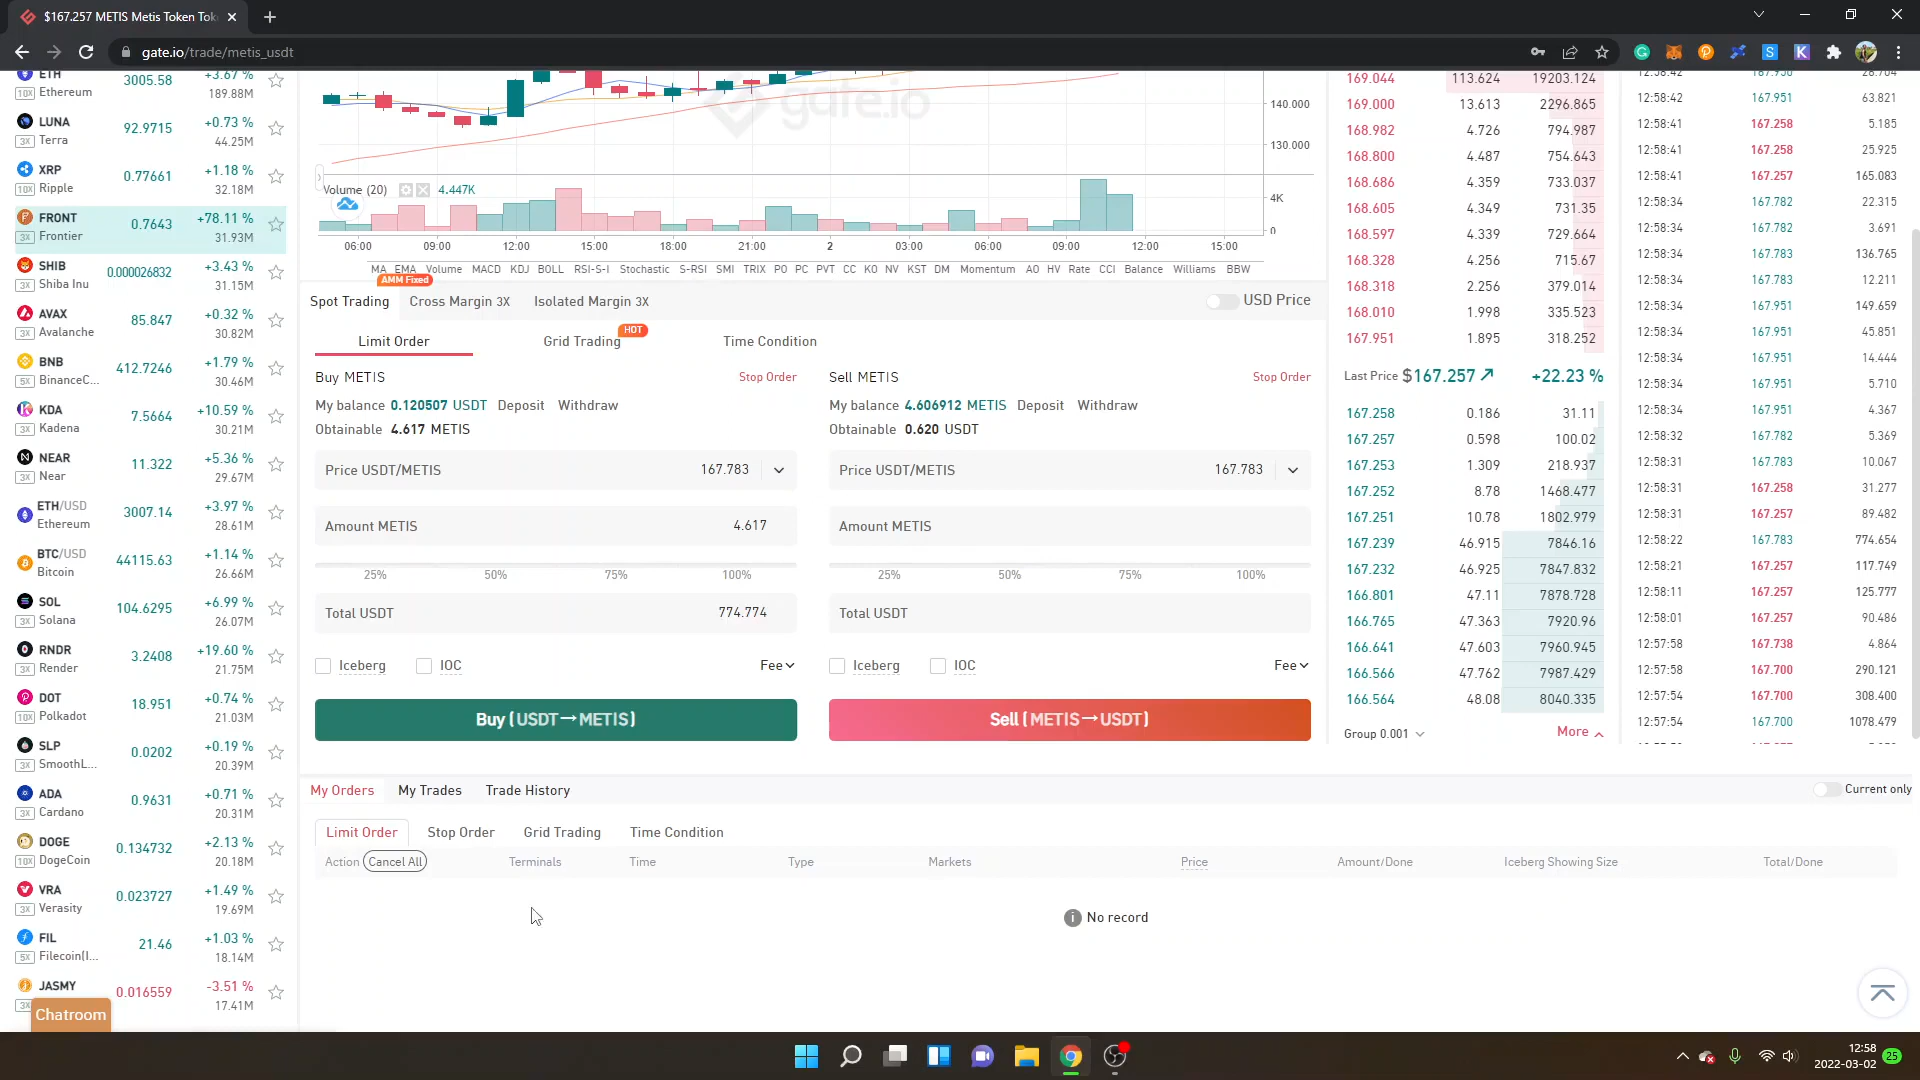 $167.257 METIS Metis Token Tok
gate.io/trade/metis_usdt
ETH 3005.58 +3.67 %
10X Ethereum 189.88M
LUNA 92.9715 +0.73 %
3X Terra 44.25M
XRP 0.77661 +1.18 %
10X Ripple 32.18M
FRONT 0.7643 +78.11 %
3X Frontier 31.93M
SHIB 0.000026832 +3.43 %
3X Shiba Inu 31.15M
AVAX 85.847 +0.32 %
3X Avalanche 30.82M
BNB 412.7246 +1.79 %
5X BinanceC... 30.46M
KDA 7.5664 +10.59 %
3X Kadena 30.21M
NEAR 11.322 +5.36 %
3X Near 29.67M
ETH/USD 3007.14 +3.97 %
Ethereum 28.61M
BTC/USD 44115.63 +1.14 %
Bitcoin 26.66M
SOL 104.6295 +6.99 %
3X Solana 26.07M
RNDR 3.2408 +19.60 %
3X Render 21.75M
DOT 18.951 +0.74 %
10X Polkadot 21.03M
SLP 0.0202 +0.19 %
3X SmoothL... 20.39M
ADA 0.9631 +0.71 %
3X Cardano 20.31M
DOGE 0.134732 +2.13 %
10X DogeCoin 20.18M
VRA 0.023727 +1.49 %
3X Verasity 19.69M
FIL 21.46 +1.03 %
5X Filecoin(I... 18.14M
JASMY 0.016559 -3.51 %
3X 17.41M
Chatroom
gate.io
140.000
130.000
Volume (20) 4.447K
4K
0
06:00 09:00 12:00 15:00 18:00 21:00 2 03:00 06:00 09:00 12:00 15:00
MA EMA Volume MACD KDJ BOLL RSI-S-I Stochastic S-RSI SMI TRIX PO PC PVT CC KO NV KST DM Momentum AO HV Rate CCI Balance Williams BBW
AMM Fixed
Spot Trading Cross Margin 3X Isolated Margin 3X USD Price
HOT
Limit Order Grid Trading Time Condition
Buy METIS Stop Order
My balance 0.120507 USDT Deposit Withdraw
Obtainable 4.617 METIS
Price USDT/METIS 167.783
Amount METIS 4.617
25% 50% 75% 100%
Total USDT 774.774
Iceberg IOC Fee
Buy (USDT→METIS)
Sell METIS Stop Order
My balance 4.606912 METIS Deposit Withdraw
Obtainable 0.620 USDT
Price USDT/METIS 167.783
Amount METIS
25% 50% 75% 100%
Total USDT
Iceberg IOC Fee
Sell (METIS→USDT)
169.044 113.624 19203.124
169.000 13.613 2296.865
168.982 4.726 794.987
168.800 4.487 754.643
168.686 4.359 733.037
168.605 4.349 731.35
168.597 4.339 729.664
168.328 4.256 715.67
168.318 2.256 379.014
168.010 1.998 335.523
167.951 1.895 318.252
Last Price $167.257 +22.23 %
167.258 0.186 31.11
167.257 0.598 100.02
167.253 1.309 218.937
167.252 8.78 1468.477
167.251 10.78 1802.979
167.239 46.915 7846.16
167.232 46.925 7847.832
166.801 47.11 7878.728
166.765 47.363 7920.96
166.641 47.603 7960.945
166.566 47.762 7987.429
166.564 48.08 8040.335
Group 0.001 More
12:58:42 167.950 28.704
12:58:42 167.951 63.821
12:58:41 167.258 5.185
12:58:41 167.258 25.925
12:58:41 167.257 165.083
12:58:34 167.782 22.315
12:58:34 167.782 3.691
12:58:34 167.783 136.765
12:58:34 167.783 12.211
12:58:34 167.951 149.659
12:58:34 167.951 45.851
12:58:34 167.951 14.444
12:58:34 167.951 5.710
12:58:34 167.951 4.367
12:58:32 167.782 5.369
12:58:31 167.783 10.067
12:58:31 167.258 31.277
12:58:31 167.257 89.482
12:58:22 167.783 774.654
12:58:21 167.257 117.749
12:58:11 167.257 125.777
12:58:01 167.257 90.486
12:57:58 167.738 4.864
12:57:58 167.700 290.121
12:57:54 167.700 308.400
12:57:54 167.700 1078.479
My Orders My Trades Trade History Current only
Limit Order Stop Order Grid Trading Time Condition
Action Cancel All Terminals Time Type Markets Price Amount/Done Iceberg Showing Size Total/Done
No record
12:58
2022-03-02
25